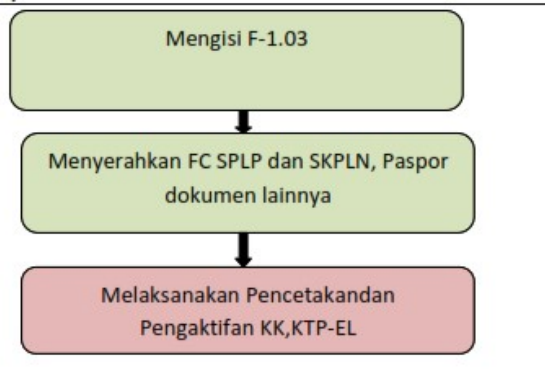 Mengisi F-1.03
Menyerahkan FC SPLP dan SKPLN, Paspor
dokumen lainnya
Melaksanakan Pencetakandan
Pengaktifan KK,KTP-EL